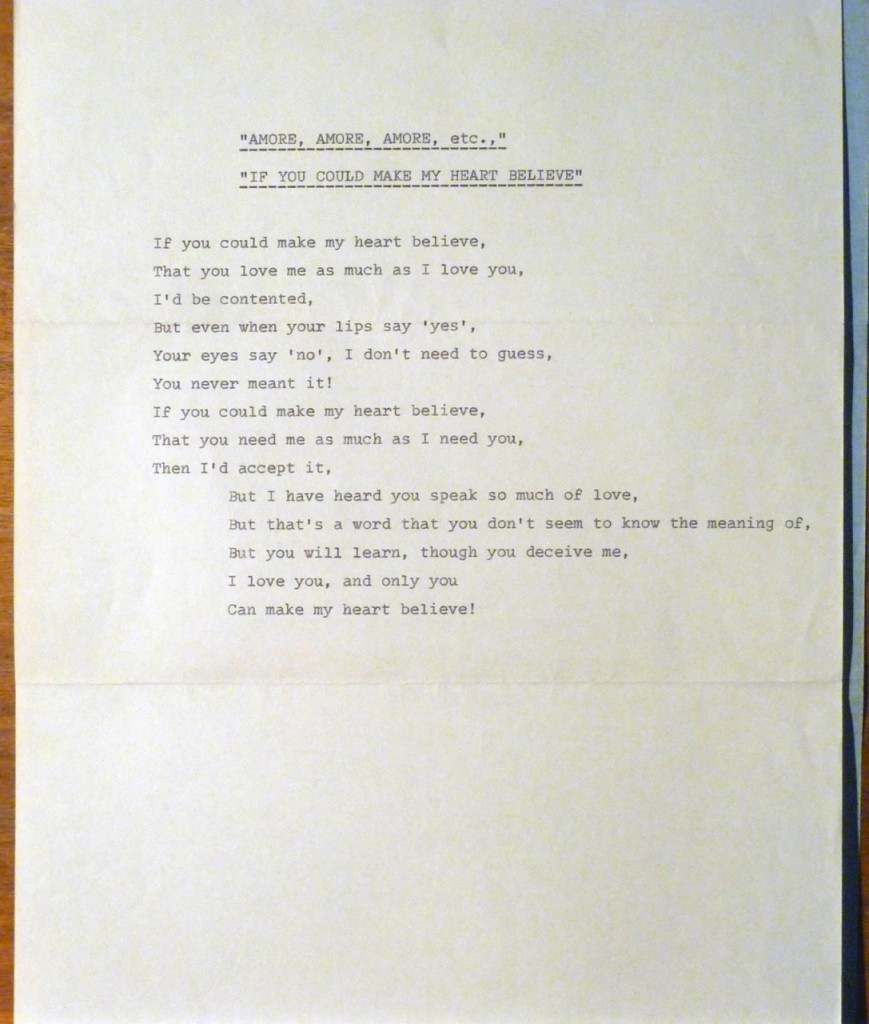 "AMORE, AMORE, AMORE, etc.,"
"IF YOU COULD MAKE MY HEART BELIEVE"
If you could make my heart believe,
That you love me as much as I love you,
I'd be contented,
But even when your lips say 'yes',
Your eyes say 'no', I don't need to guess,
You never meant it!
If you could make my heart believe,
That you need me as much as I need you,
Then I'd accept it,
But I have heard you speak so much of love,
But that's a word that you don't seem to know the meaning of,
But you will learn, though you deceive me,
I love you, and only you
Can make my heart believe!